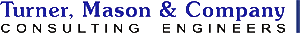 Turner, Mason & Company
CONSULTING ENGINEERS